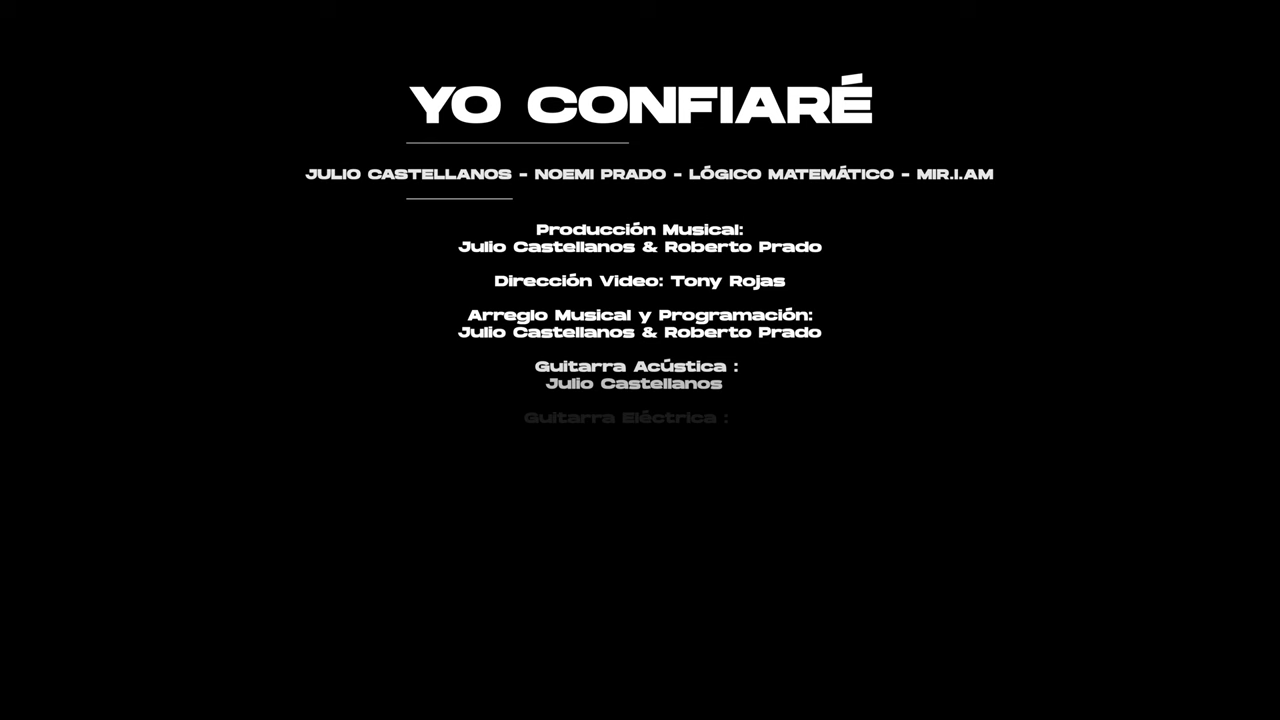 YO CONFIARÉ
JULIO CASTELLANOS - NOEMI PRADO - LÓGICO MATEMÁTICO - MIR.I.AM
Producción Musical:
Julio Castellanos & Roberto Prado
Dirección Video: Tony Rojas
Arreglo Musical y Programación:
Julio Castellanos & Roberto Prado
Guitarra Acústica :
Julio Castellanos
Guitarra Eléctrica :